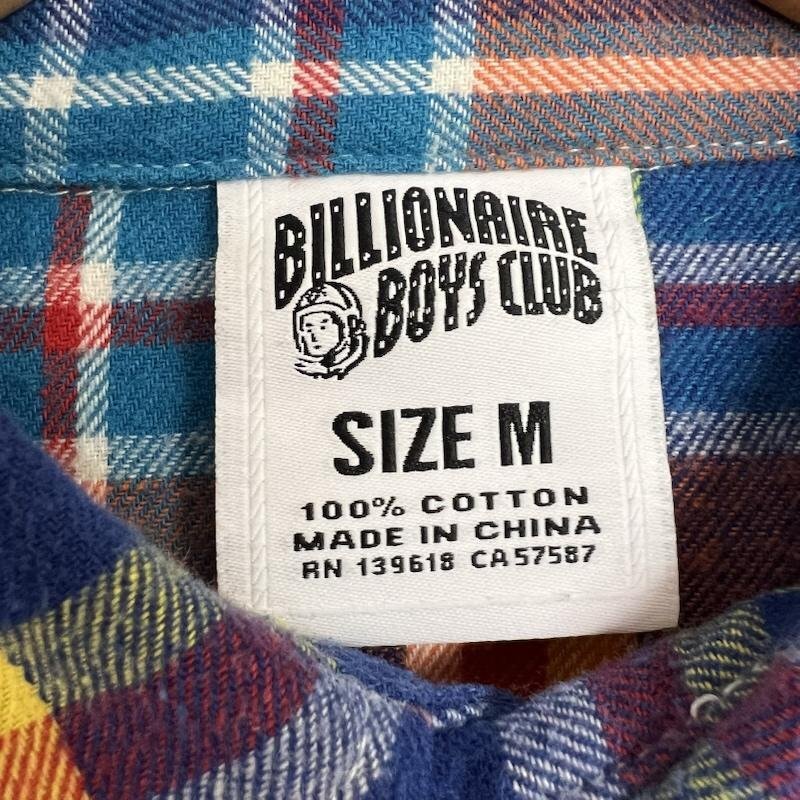 BILLIONAIRE
BOYS CLUB
SIZE M
100% COTTON
MADE IN CHINA
RN 139618 CA57587